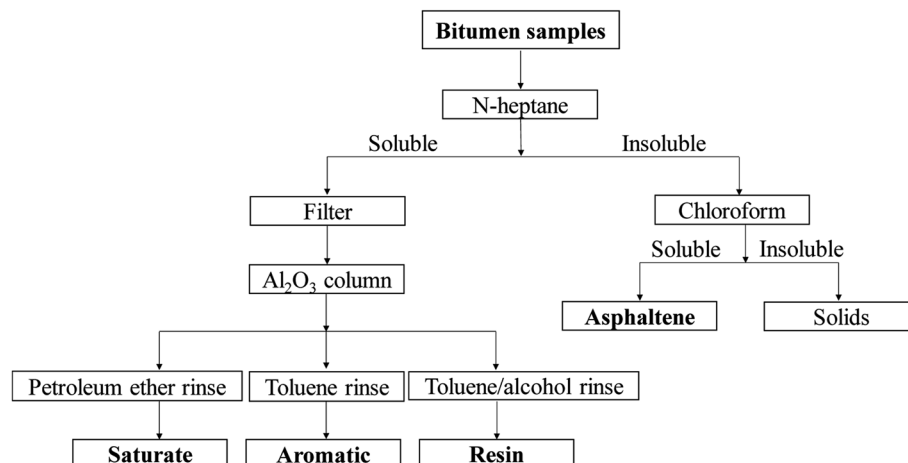 Bitumen samples
N-heptane
Soluble
Insoluble
Filter
Chloroform
Soluble
Insoluble
Al₂O₃ column
Asphaltene
Solids
Petroleum ether rinse
Toluene rinse
Toluene/alcohol rinse
Saturate
Aromatic
Resin